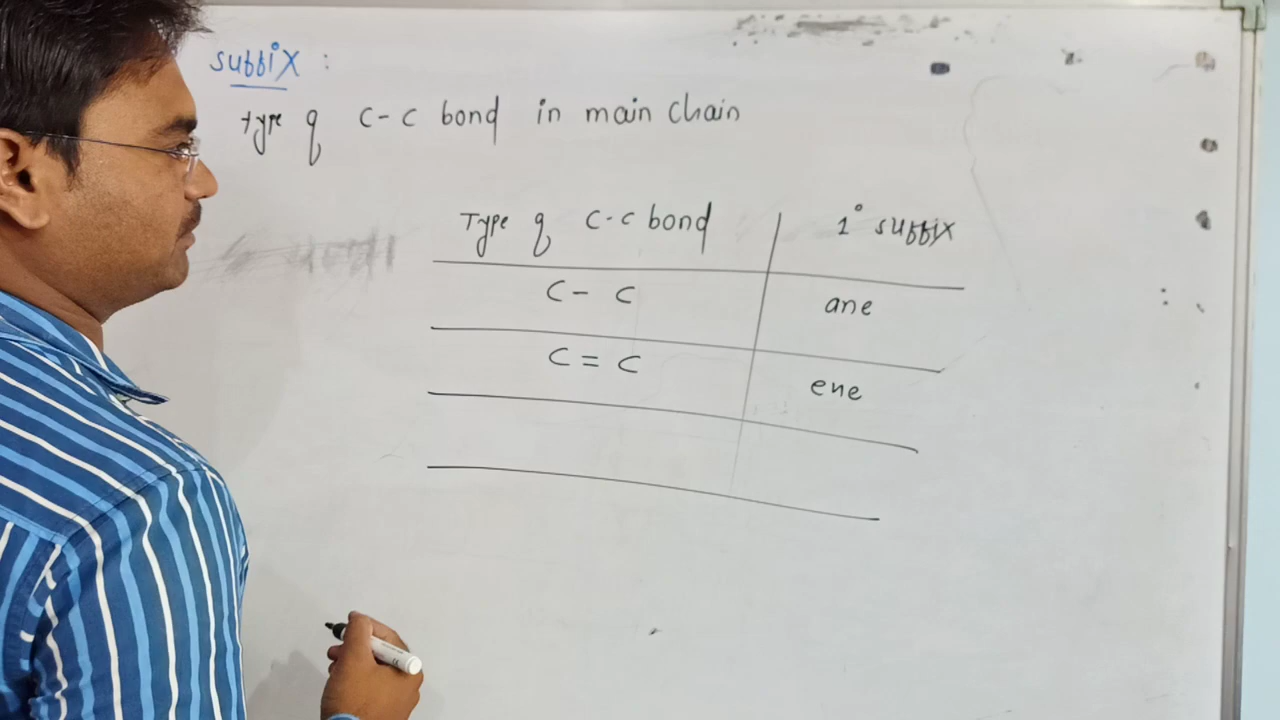 Suffix :
Type of C-C bond in main chain
Type of C-C bond 1° suffix
C - C ane
C = C ene